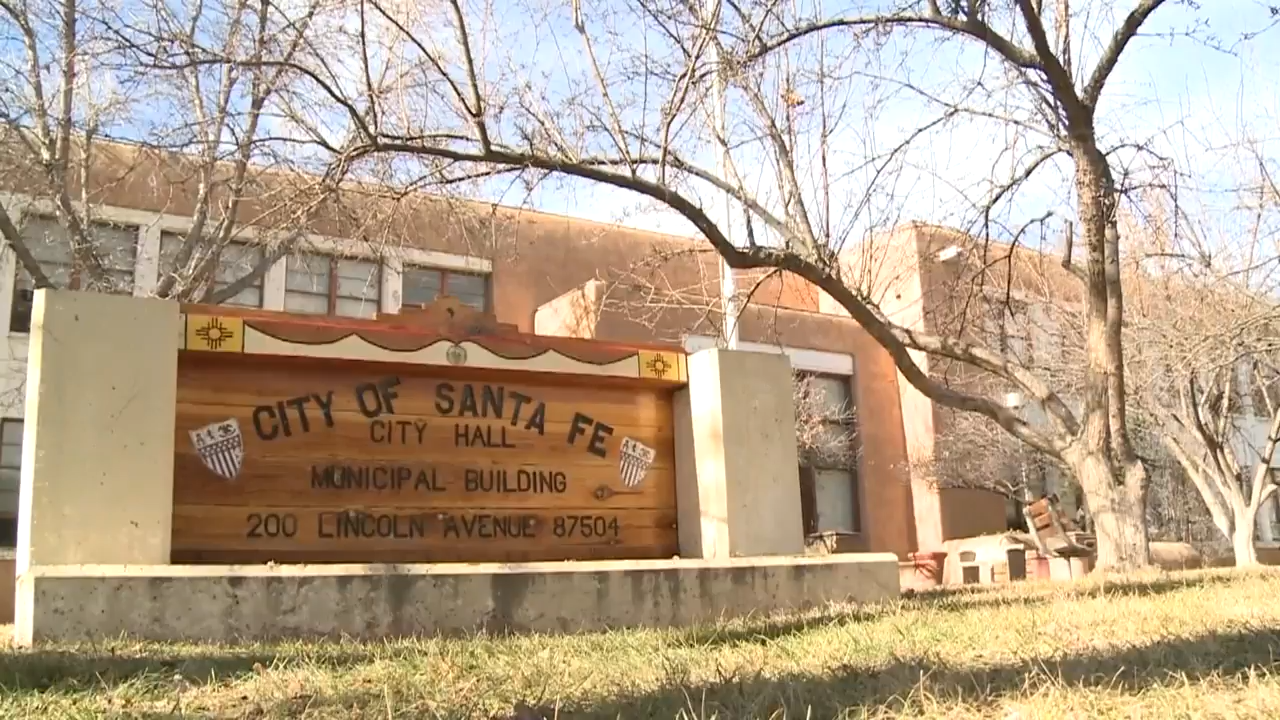 CITY OF SANTA FE
CITY HALL
MUNICIPAL BUILDING
200 LINCOLN AVENUE 87504